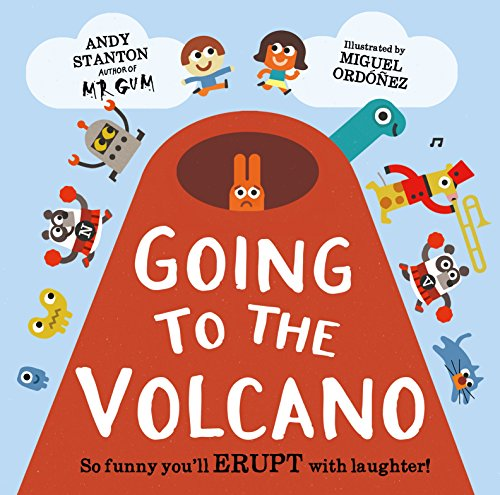 ANDY
STANTON
AUTHOR OF
MR GUM
Illustrated by
MIGUEL
ORDÓÑEZ
N
A
GOING
TO THE
VOLCANO
So funny you'll ERUPT with laughter!